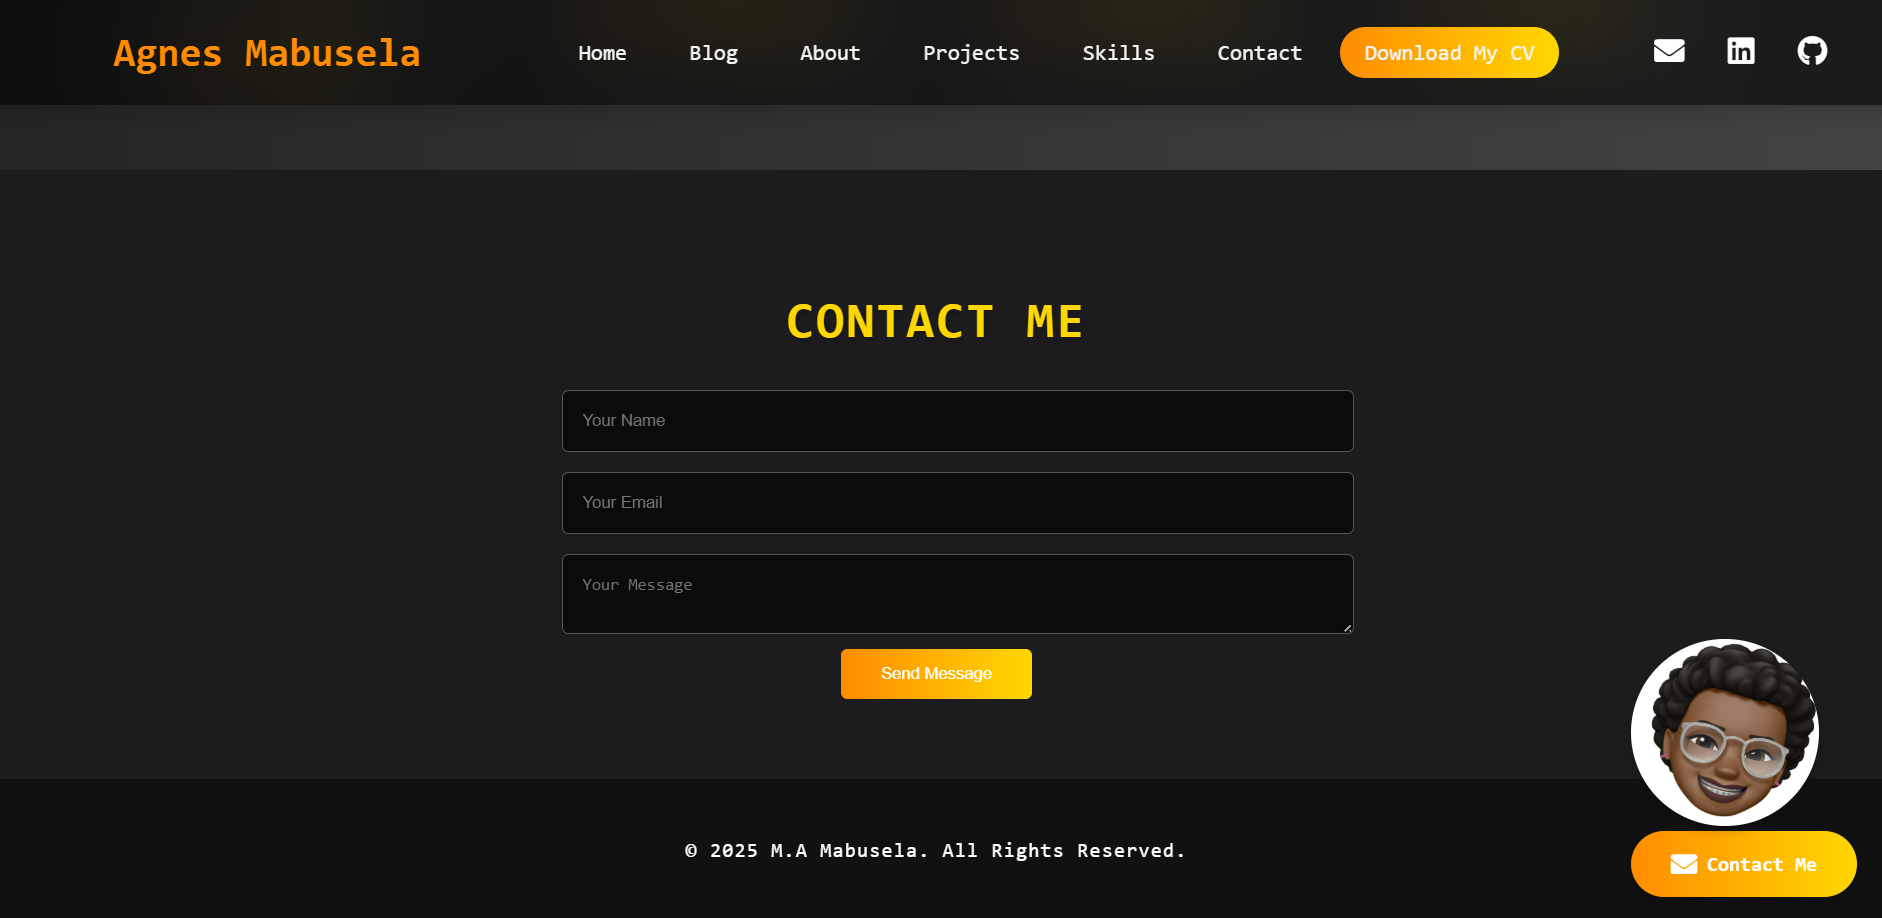 Agnes Mabusela
Home
Blog
About
Projects
Skills
Contact
Download My CV
CONTACT ME
Your Name
Your Email
Your Message
Send Message
Contact Me
© 2025 M.A Mabusela. All Rights Reserved.